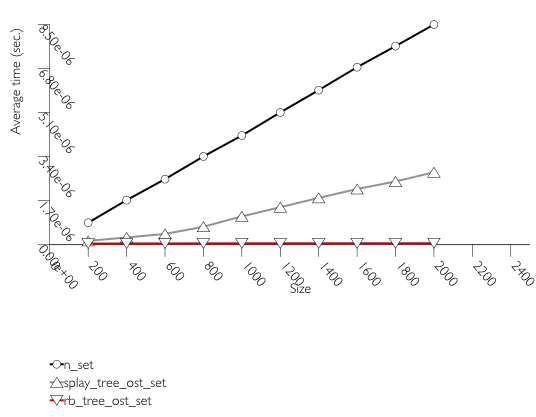 Average time (sec.)
8.50e-06
6.80e-06
5.10e-06
3.40e-06
1.70e-06
0.00e+00
0
200
400
600
800
1000
1200
1400
1600
1800
2000
2200
2400
Size
n_set
splay_tree_ost_set
rb_tree_ost_set